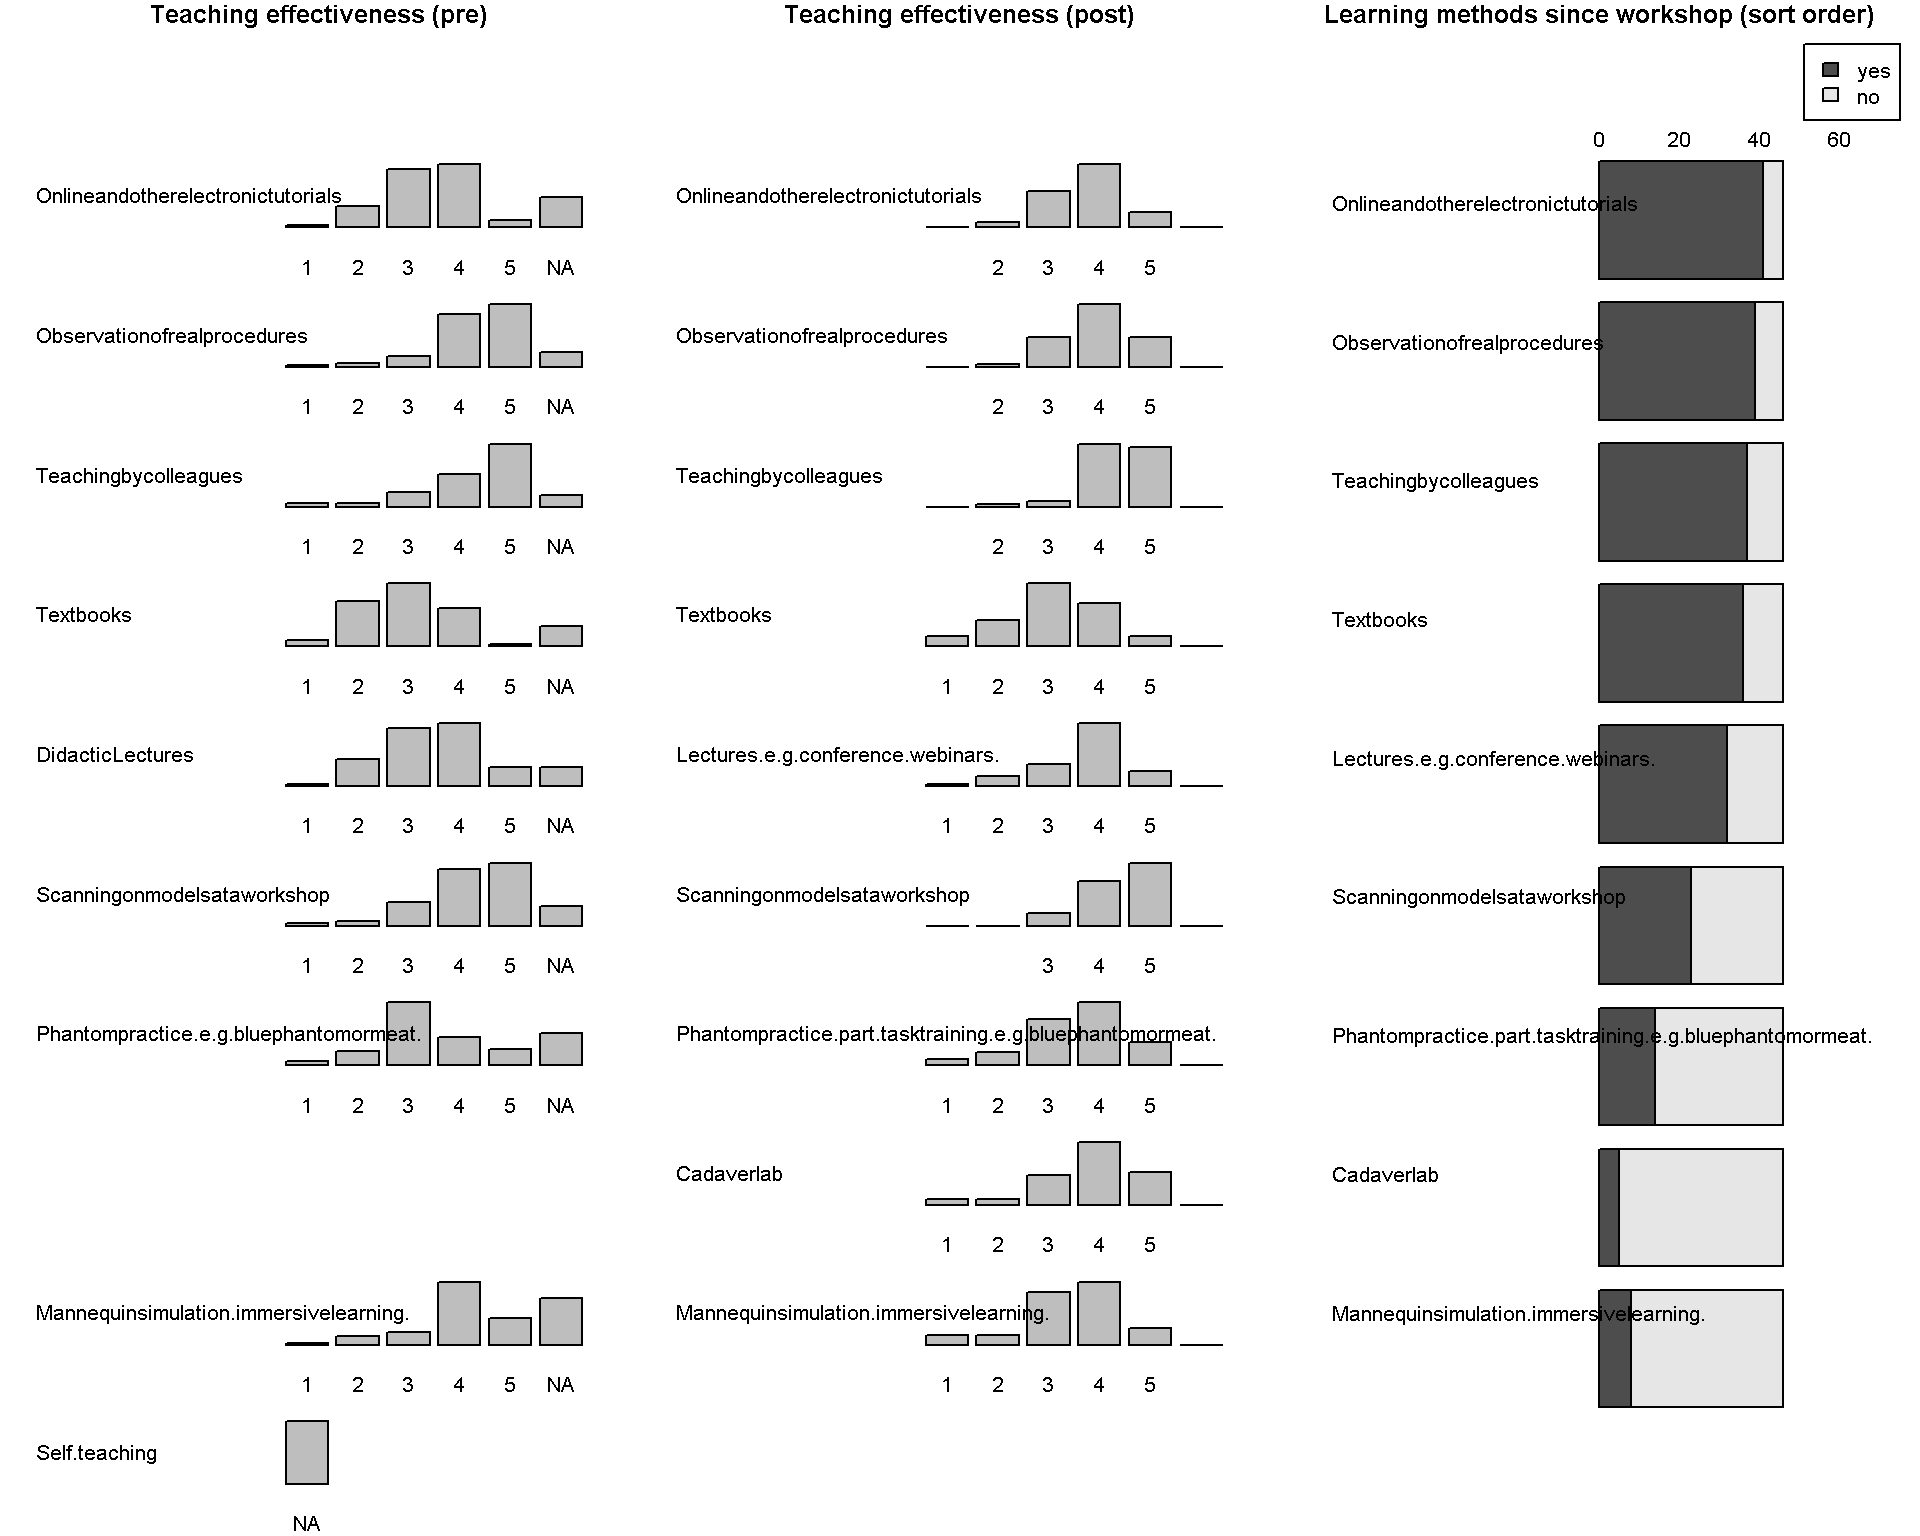 Teaching effectiveness (pre) Teaching effectiveness (post) Learning methods since workshop (sort order)
yes
no
0 20 40 60
Onlineandotherelectronictutorials Onlineandotherelectronictutorials Onlineandotherelectronictutorials
1 2 3 4 5 NA 2 3 4 5
Observationofrealprocedures Observationofrealprocedures Observationofrealprocedures
1 2 3 4 5 NA 2 3 4 5
Teachingbycolleagues Teachingbycolleagues Teachingbycolleagues
1 2 3 4 5 NA 2 3 4 5
Textbooks Textbooks Textbooks
1 2 3 4 5 NA 1 2 3 4 5
DidacticLectures Lectures.e.g.conference.webinars. Lectures.e.g.conference.webinars.
1 2 3 4 5 NA 1 2 3 4 5
Scanningonmodelsataworkshop Scanningonmodelsataworkshop Scanningonmodelsataworkshop
1 2 3 4 5 NA 3 4 5
Phantompractice.e.g.bluephantomormeat. Phantompractice.part.tasktraining.e.g.bluephantomormeat. Phantompractice.part.tasktraining.e.g.bluephantomormeat.
1 2 3 4 5 NA 1 2 3 4 5
Cadaverlab Cadaverlab
1 2 3 4 5
Mannequinsimulation.immersivelearning. Mannequinsimulation.immersivelearning. Mannequinsimulation.immersivelearning.
1 2 3 4 5 NA 1 2 3 4 5
Self.teaching
NA